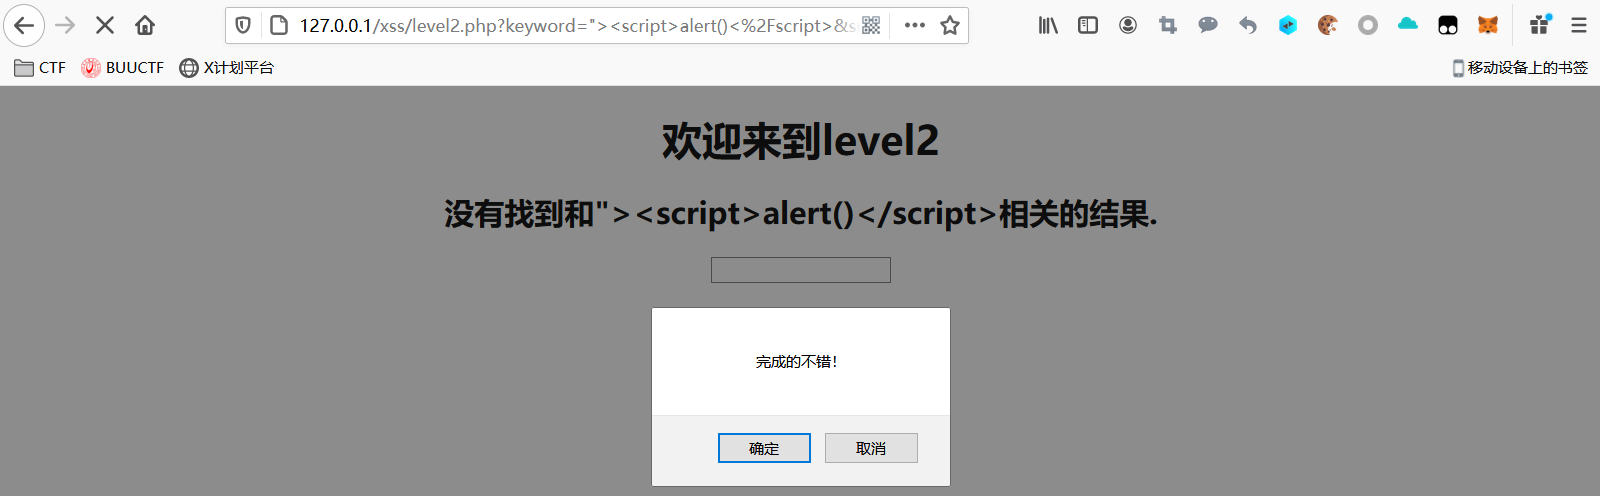 127.0.0.1/xss/level2.php?keyword="><script>alert()<%2Fscript>&s
CTF BUUCTF X计划平台 移动设备上的书签
欢迎来到level2
没有找到和"><script>alert()</script>相关的结果.
完成的不错!
确定 取消